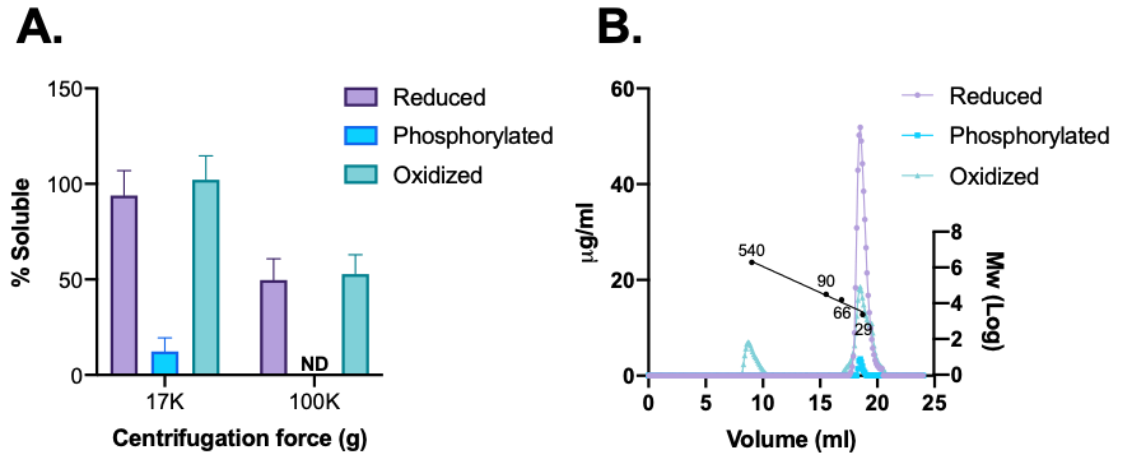 A.
150
100
50
0
% Soluble
Reduced
Phosphorylated
Oxidized
ND
17K
100K
Centrifugation force (g)
B.
60
40
20
0
µg/ml
Reduced
Phosphorylated
Oxidized
540
90
66
29
8
6
4
2
0
Mw (Log)
0
5
10
15
20
25
Volume (ml)